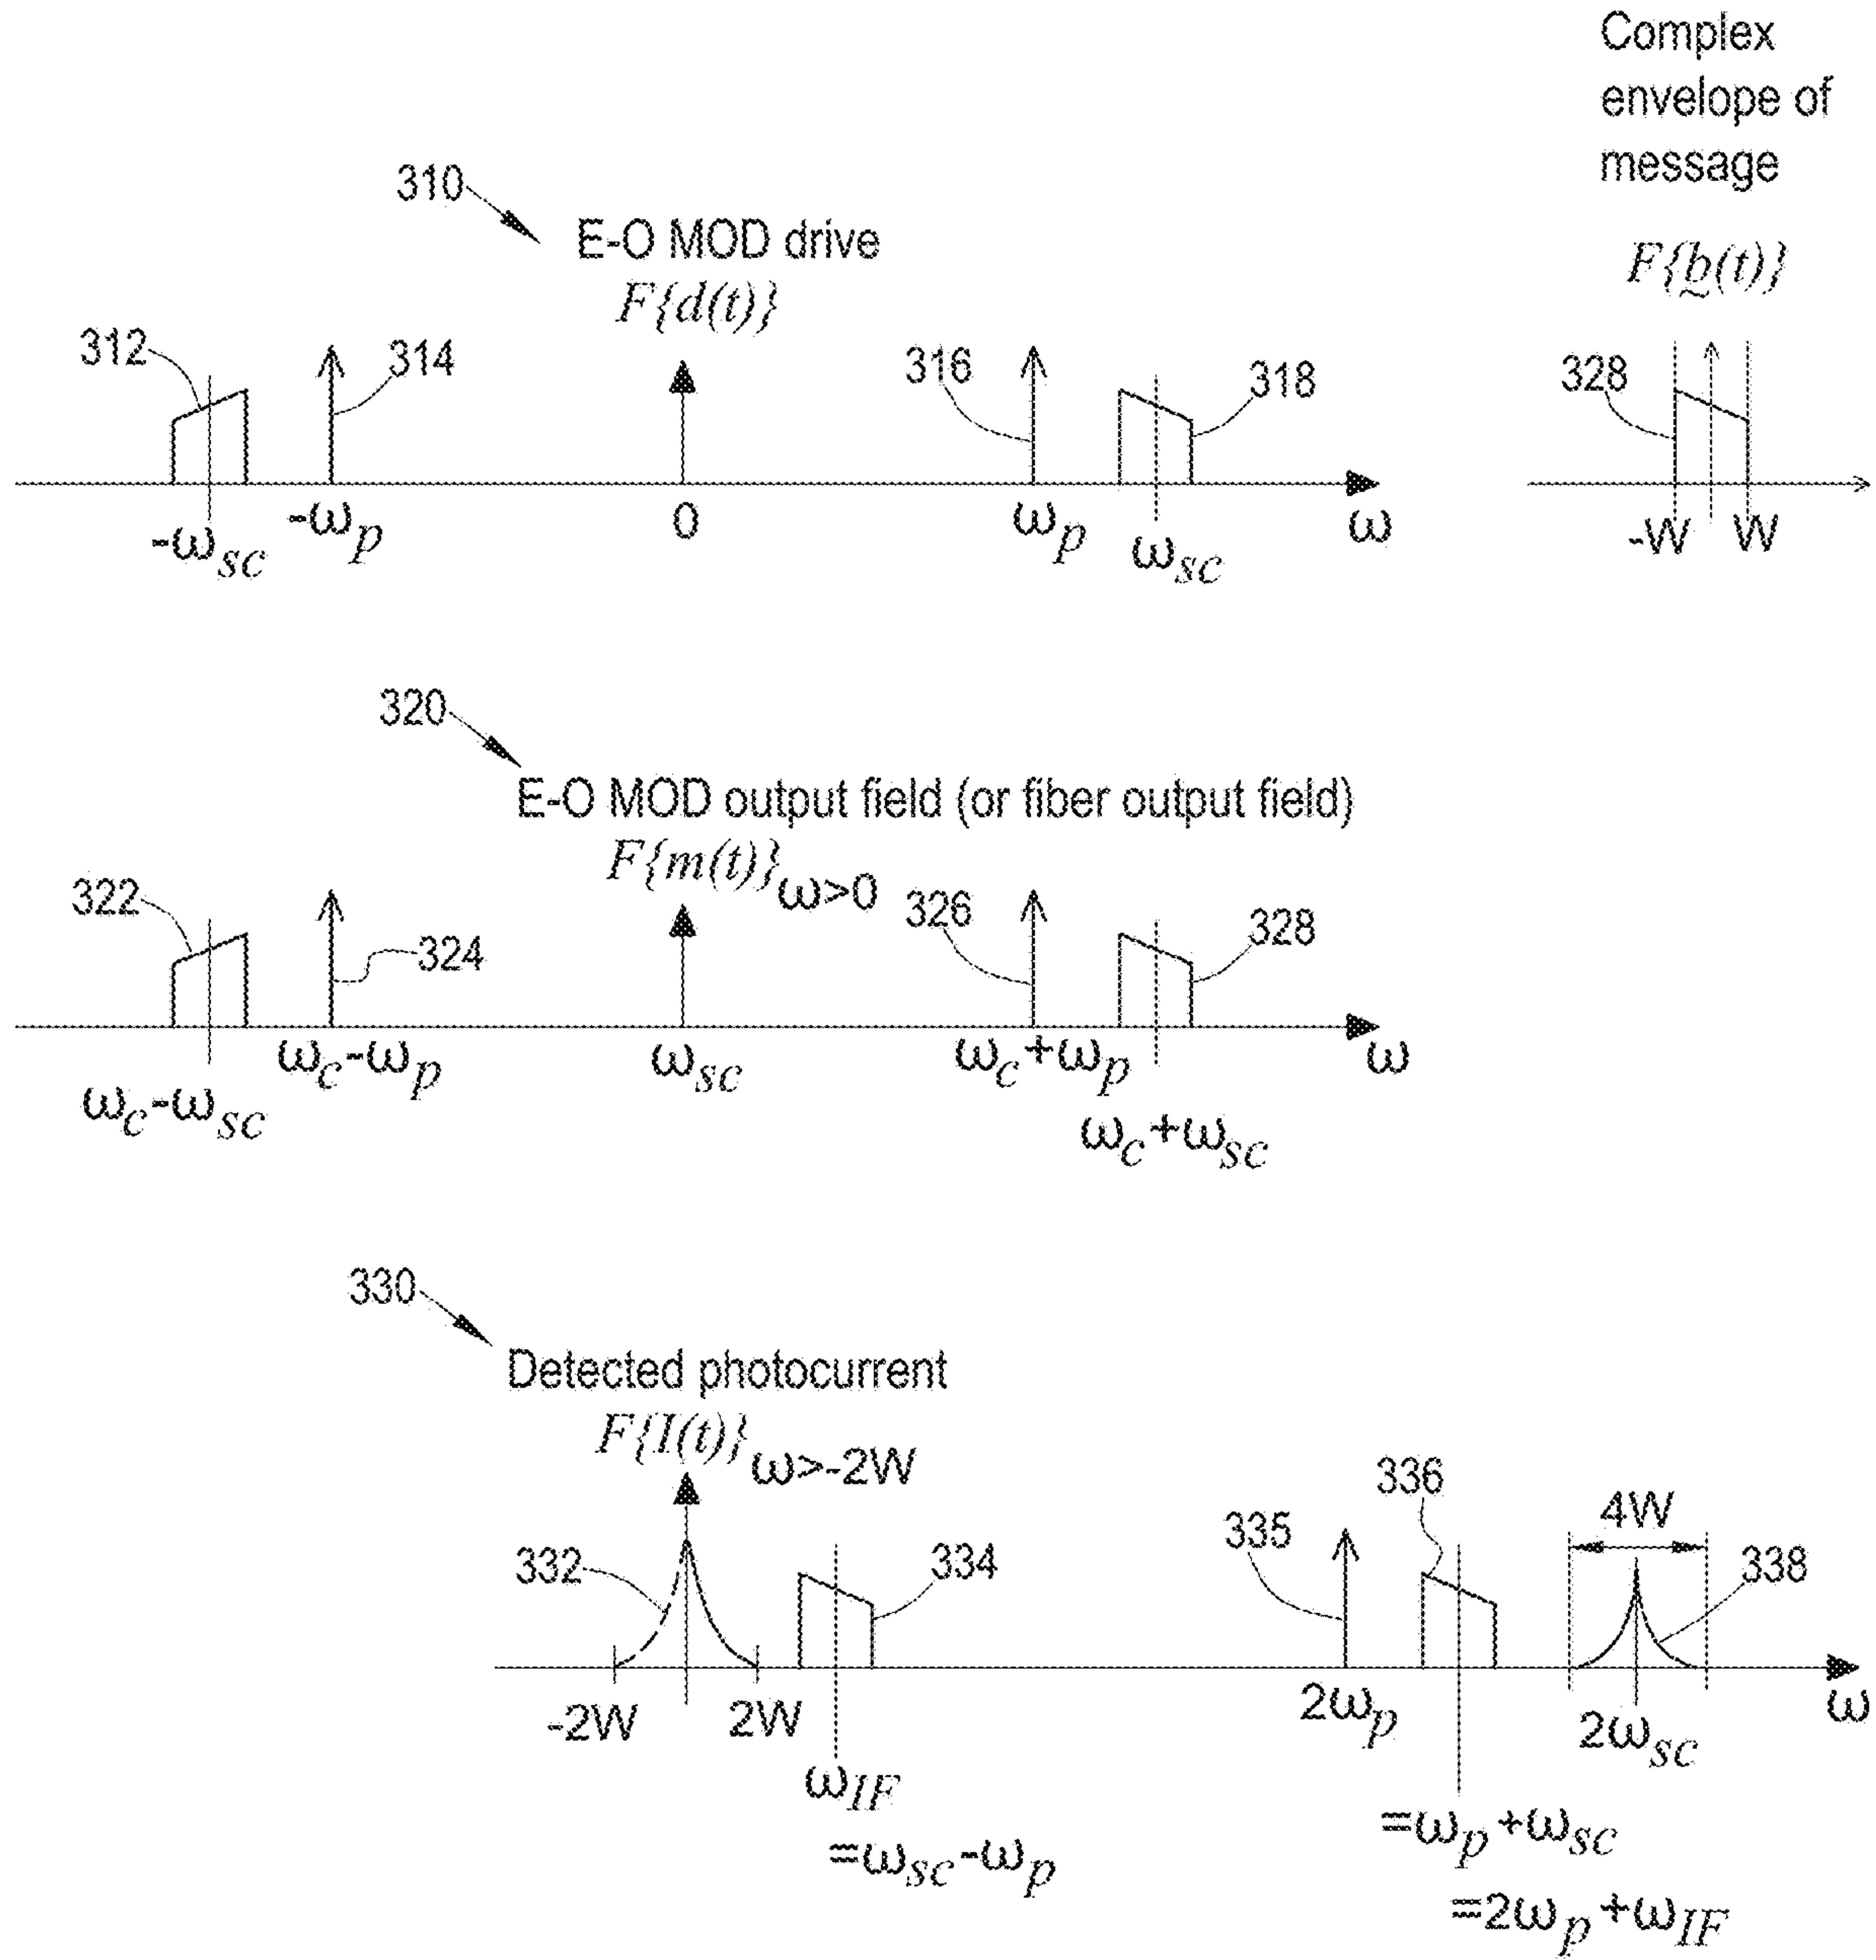 Complex
envelope of
message
F{b(t)}
310
E-O MOD drive
F{d(t)}
312
314
316
318
328
-ωsc
-ωp
0
ωp
ωsc
ω
-W
W
320
E-O MOD output field (or fiber output field)
F{m(t)}ω>0
322
324
326
328
ωc-ωsc
ωc-ωp
ωsc
ωc+ωp
ωc+ωsc
ω
330
Detected photocurrent
F{I(t)}ω>-2W
332
334
335
336
4W
338
-2W
2W
ωIF
=ωsc-ωp
2ωp
=ωp+ωsc
=2ωp+ωIF
2ωsc
ω